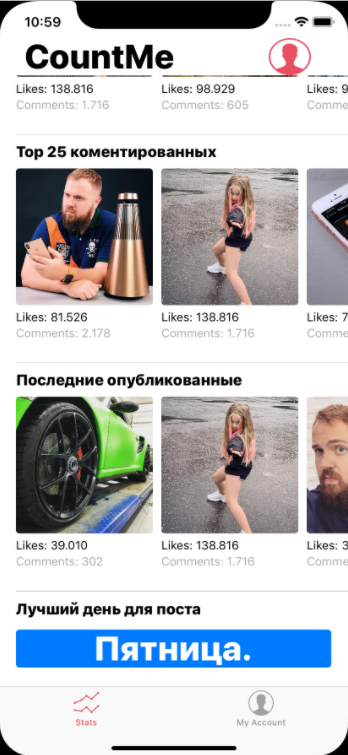 10:59
CountMe
Likes: 138.816
Likes: 98.929
Likes: 9
Comments: 1.716
Comments: 605
Comme
Top 25 коментированных
Likes: 81.526
Likes: 138.816
Likes: 7
Comments: 2.178
Comments: 1.716
Comme
Последние опубликованные
Likes: 39.010
Likes: 138.816
Likes: 3
Comments: 302
Comments: 1.716
Comme
Лучший день для поста
Пятница.
Stats
My Account